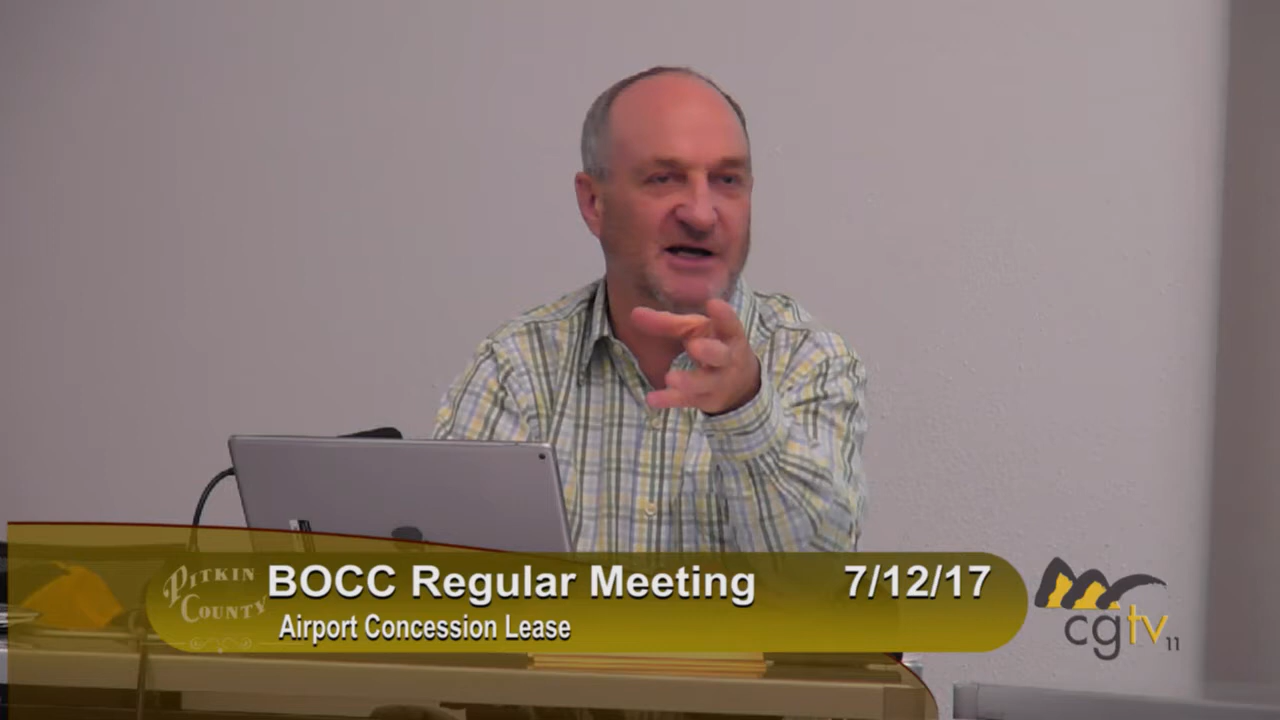 PITKIN
COUNTY
BOCC Regular Meeting 7/12/17
Airport Concession Lease
cgtv 11